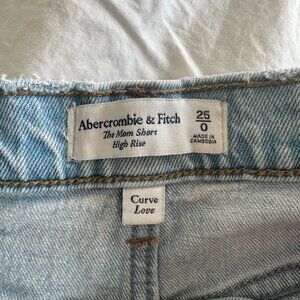 Abercrombie & Fitch
The Mom Short
High Rise
25
0
MADE IN
CAMBODIA
Curve
Love